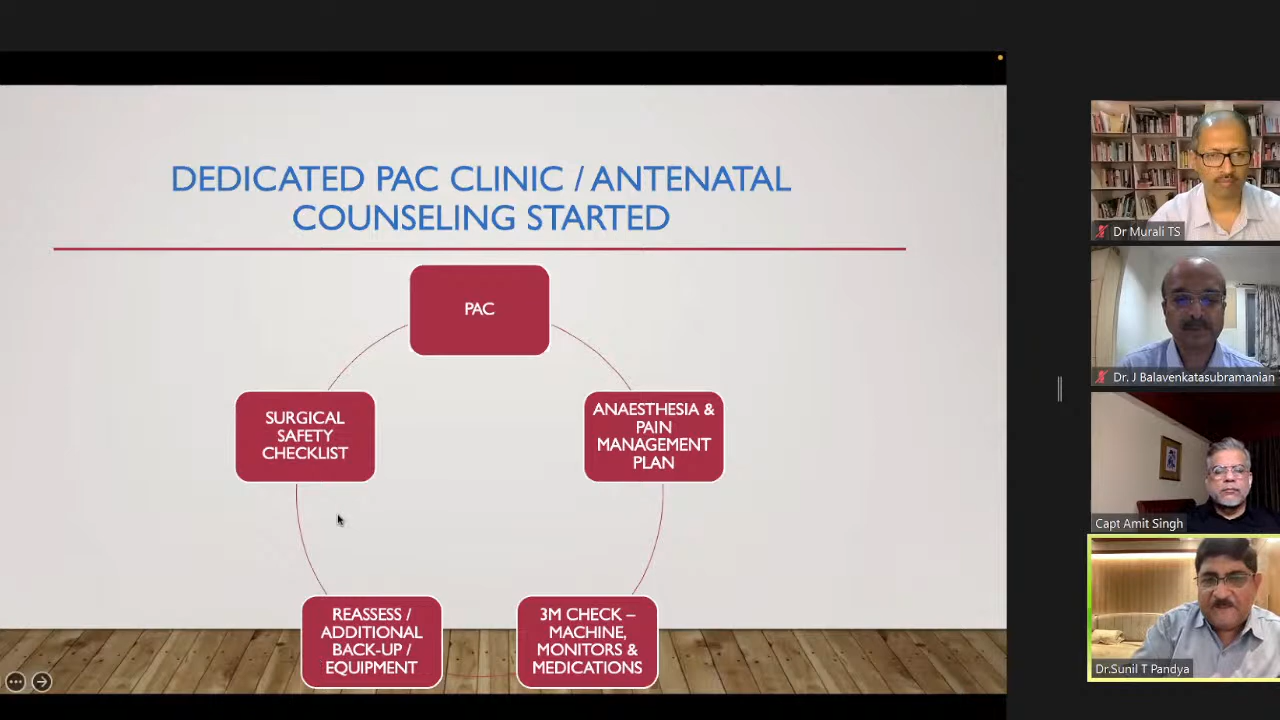 DEDICATED PAC CLINIC / ANTENATAL
COUNSELING STARTED
PAC
ANAESTHESIA &
PAIN
MANAGEMENT
PLAN
3M CHECK –
MACHINE,
MONITORS &
MEDICATIONS
REASSESS /
ADDITIONAL
BACK-UP /
EQUIPMENT
SURGICAL
SAFETY
CHECKLIST
Dr Murali TS
Dr. J Balavenkatasubramanian
Capt Amit Singh
Dr.Sunil T Pandya